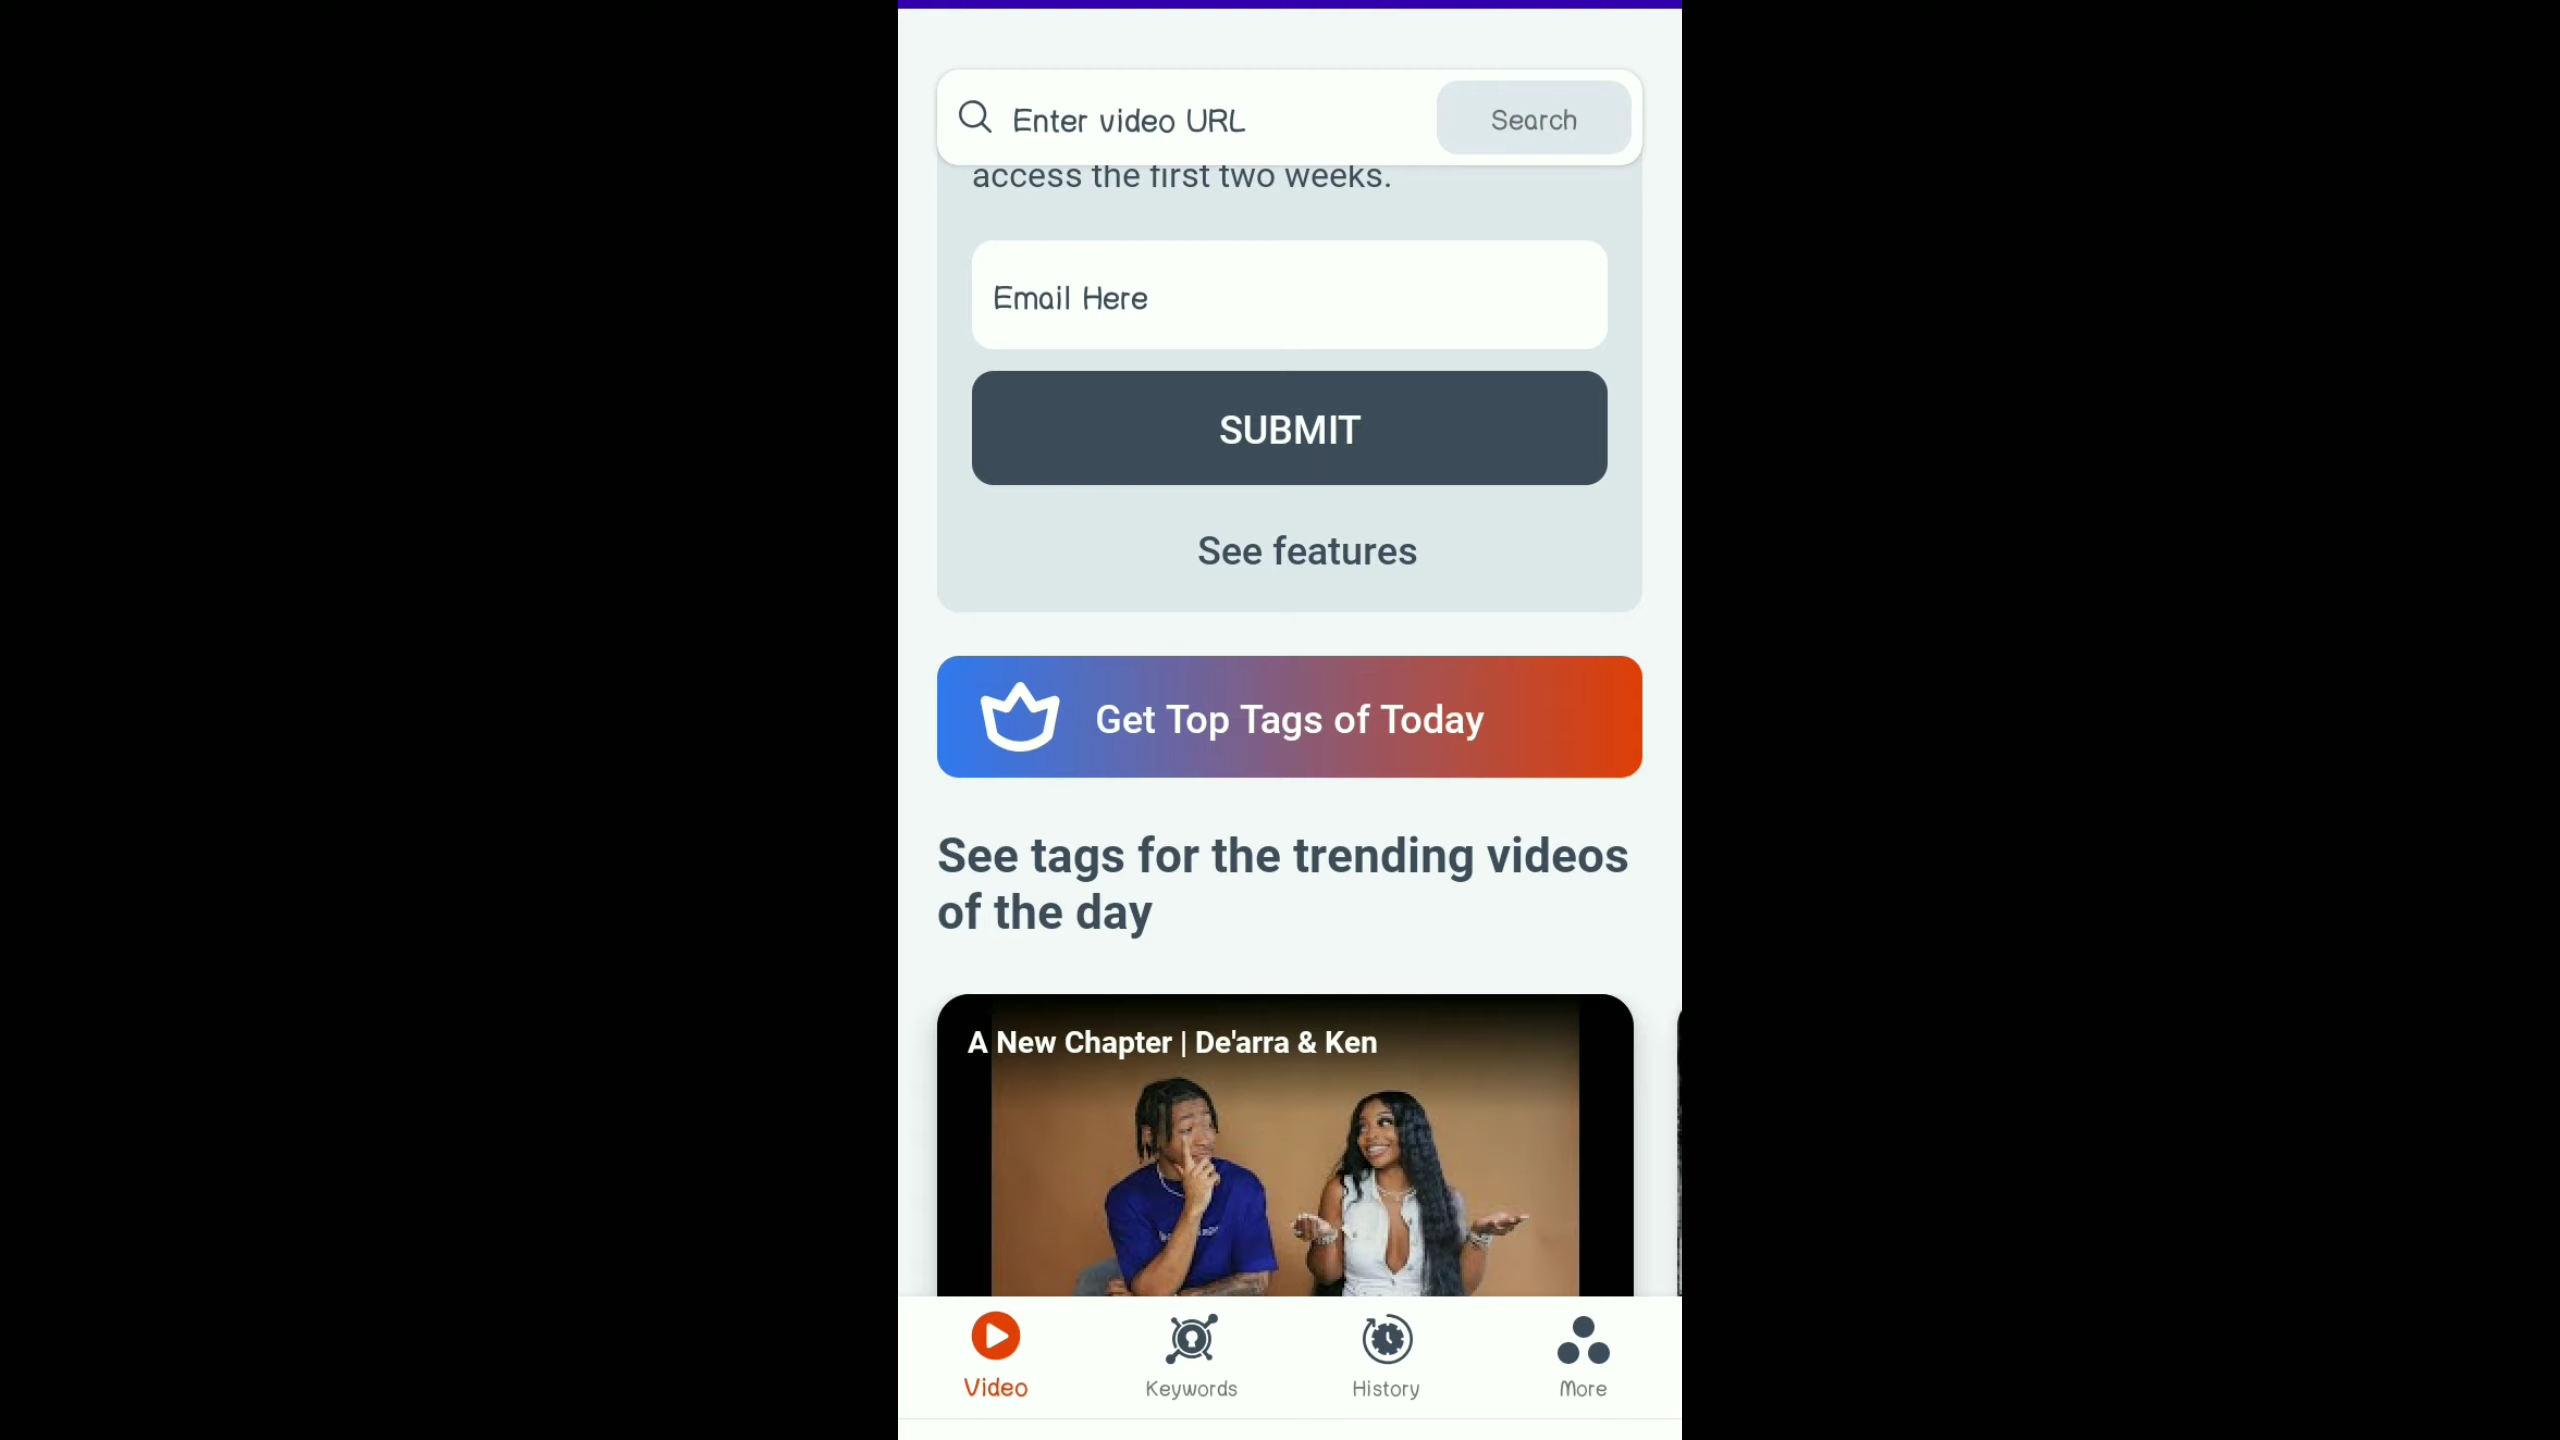 Enter video URL
Search
access the first two weeks.
Email Here
SUBMIT
See features
Get Top Tags of Today
See tags for the trending videos
of the day
A New Chapter | De'arra & Ken
Video
Keywords
History
More